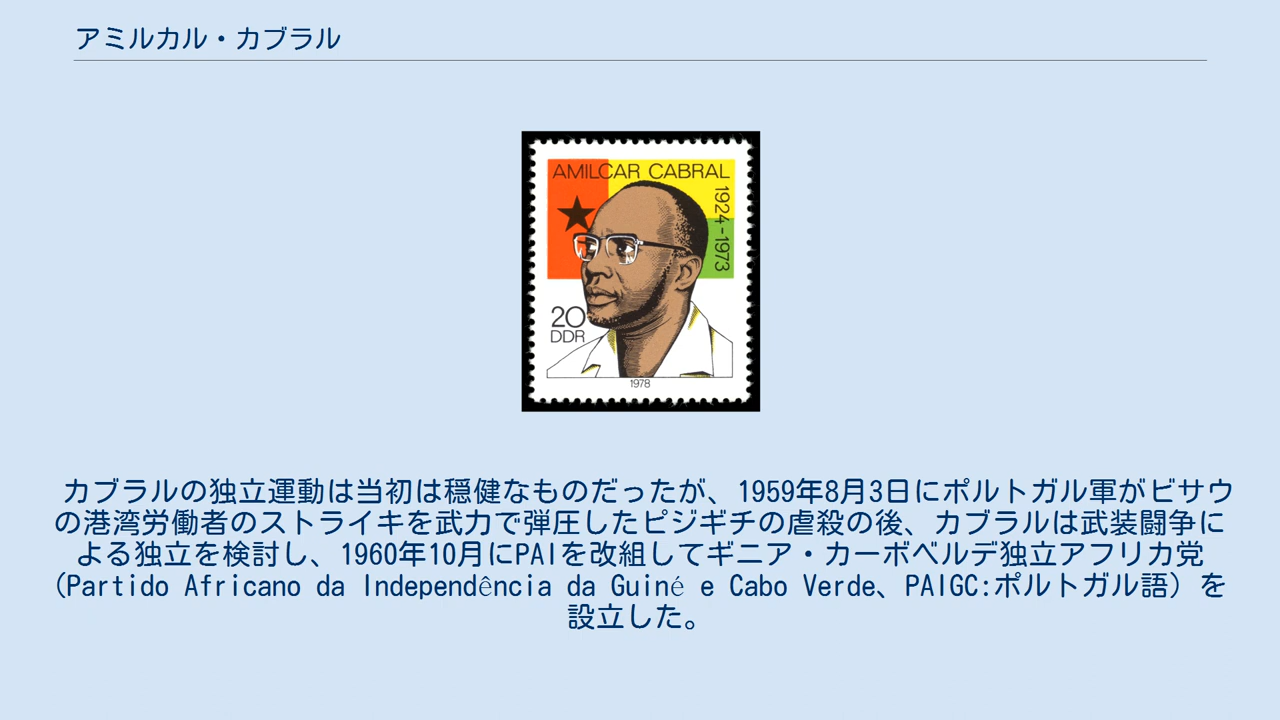 アミルカル・カブラル
AMILCAR CABRAL
1924-1973
20
DDR
1978
カブラルの独立運動は当初は穏健なものだったが、1959年8月3日にポルトガル軍がビサウ
の港湾労働者のストライキを武力で弾圧したピジギチの虐殺の後、カブラルは武装闘争に
よる独立を検討し、1960年10月にPAIを改組してギニア・カーボベルデ独立アフリカ党
(Partido Africano da Independência da Guiné e Cabo Verde、PAIGC:ポルトガル語）を
設立した。